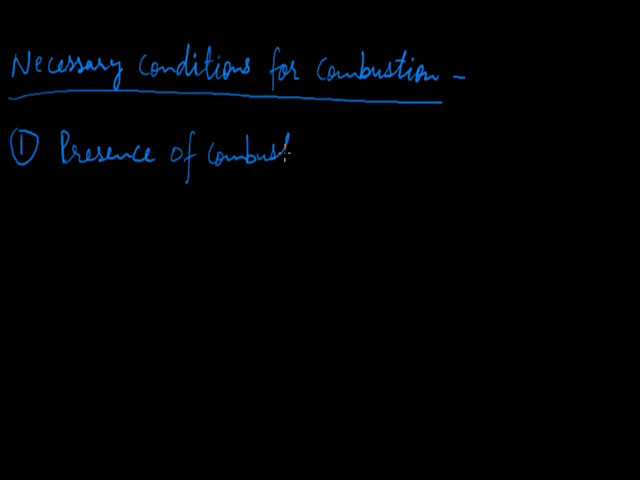 Necessary Conditions for Combustion -
① Presence of Combust